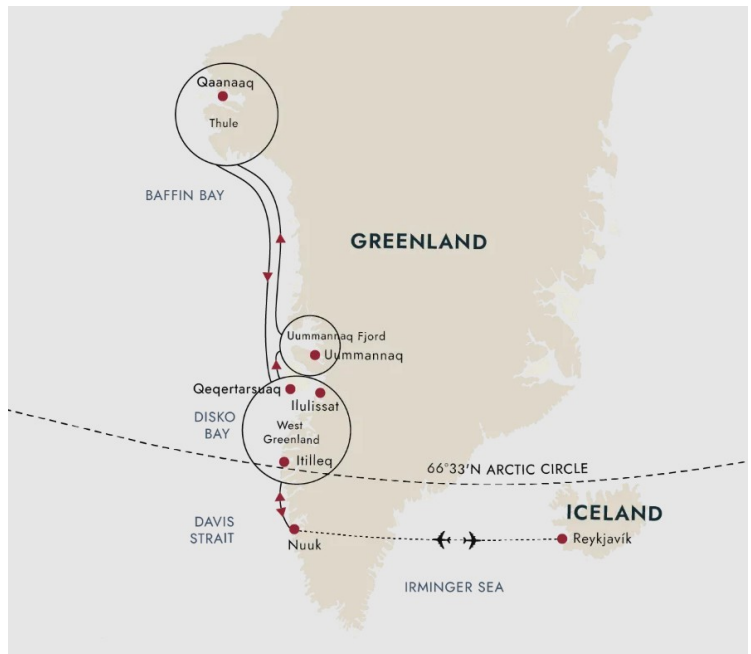 Qaanaaq
Thule
BAFFIN BAY
GREENLAND
Uummannaq Fjord
Uummannaq
Qeqertarsuaq
Ilulissat
DISKO
BAY
West
Greenland
Itilleq
66°33'N ARCTIC CIRCLE
ICELAND
DAVIS
STRAIT
Nuuk
Reykjavík
IRMINGER SEA